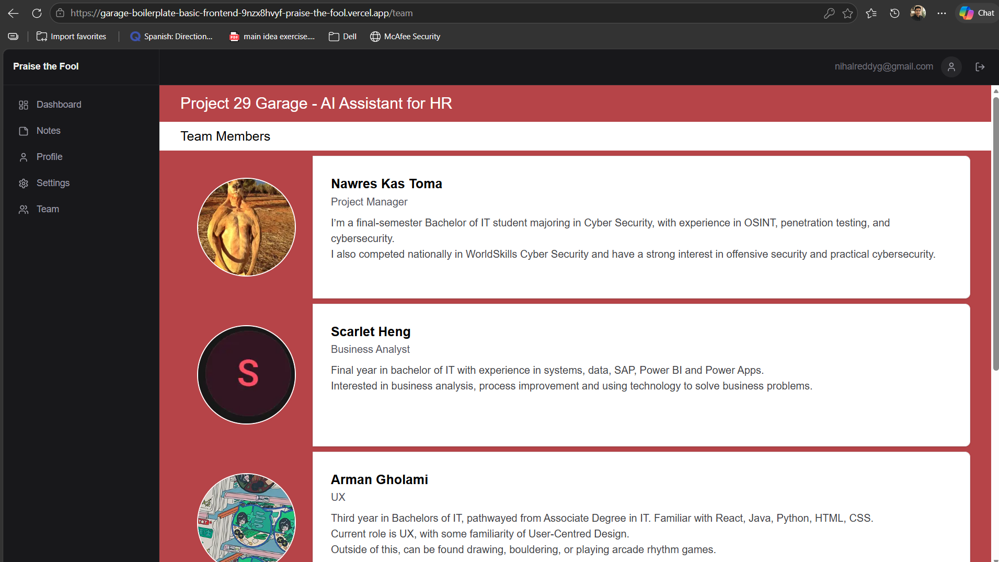 https://garage-boilerplate-basic-frontend-9nzx8hvyf-praise-the-fool.vercel.app/team
Chat
Import favorites
Spanish: Direction...
PDF
main idea exercise....
Dell
McAfee Security
Praise the Fool
nihalreddyg@gmail.com
Dashboard
Notes
Profile
Settings
Team
Project 29 Garage - AI Assistant for HR
Team Members
Nawres Kas Toma
Project Manager
I’m a final-semester Bachelor of IT student majoring in Cyber Security, with experience in OSINT, penetration testing, and
cybersecurity.
I also competed nationally in WorldSkills Cyber Security and have a strong interest in offensive security and practical cybersecurity.
S
Scarlet Heng
Business Analyst
Final year in bachelor of IT with experience in systems, data, SAP, Power BI and Power Apps.
Interested in business analysis, process improvement and using technology to solve business problems.
Arman Gholami
UX
Third year in Bachelors of IT, pathwayed from Associate Degree in IT. Familiar with React, Java, Python, HTML, CSS.
Current role is UX, with some familiarity of User-Centred Design.
Outside of this, can be found drawing, bouldering, or playing arcade rhythm games.